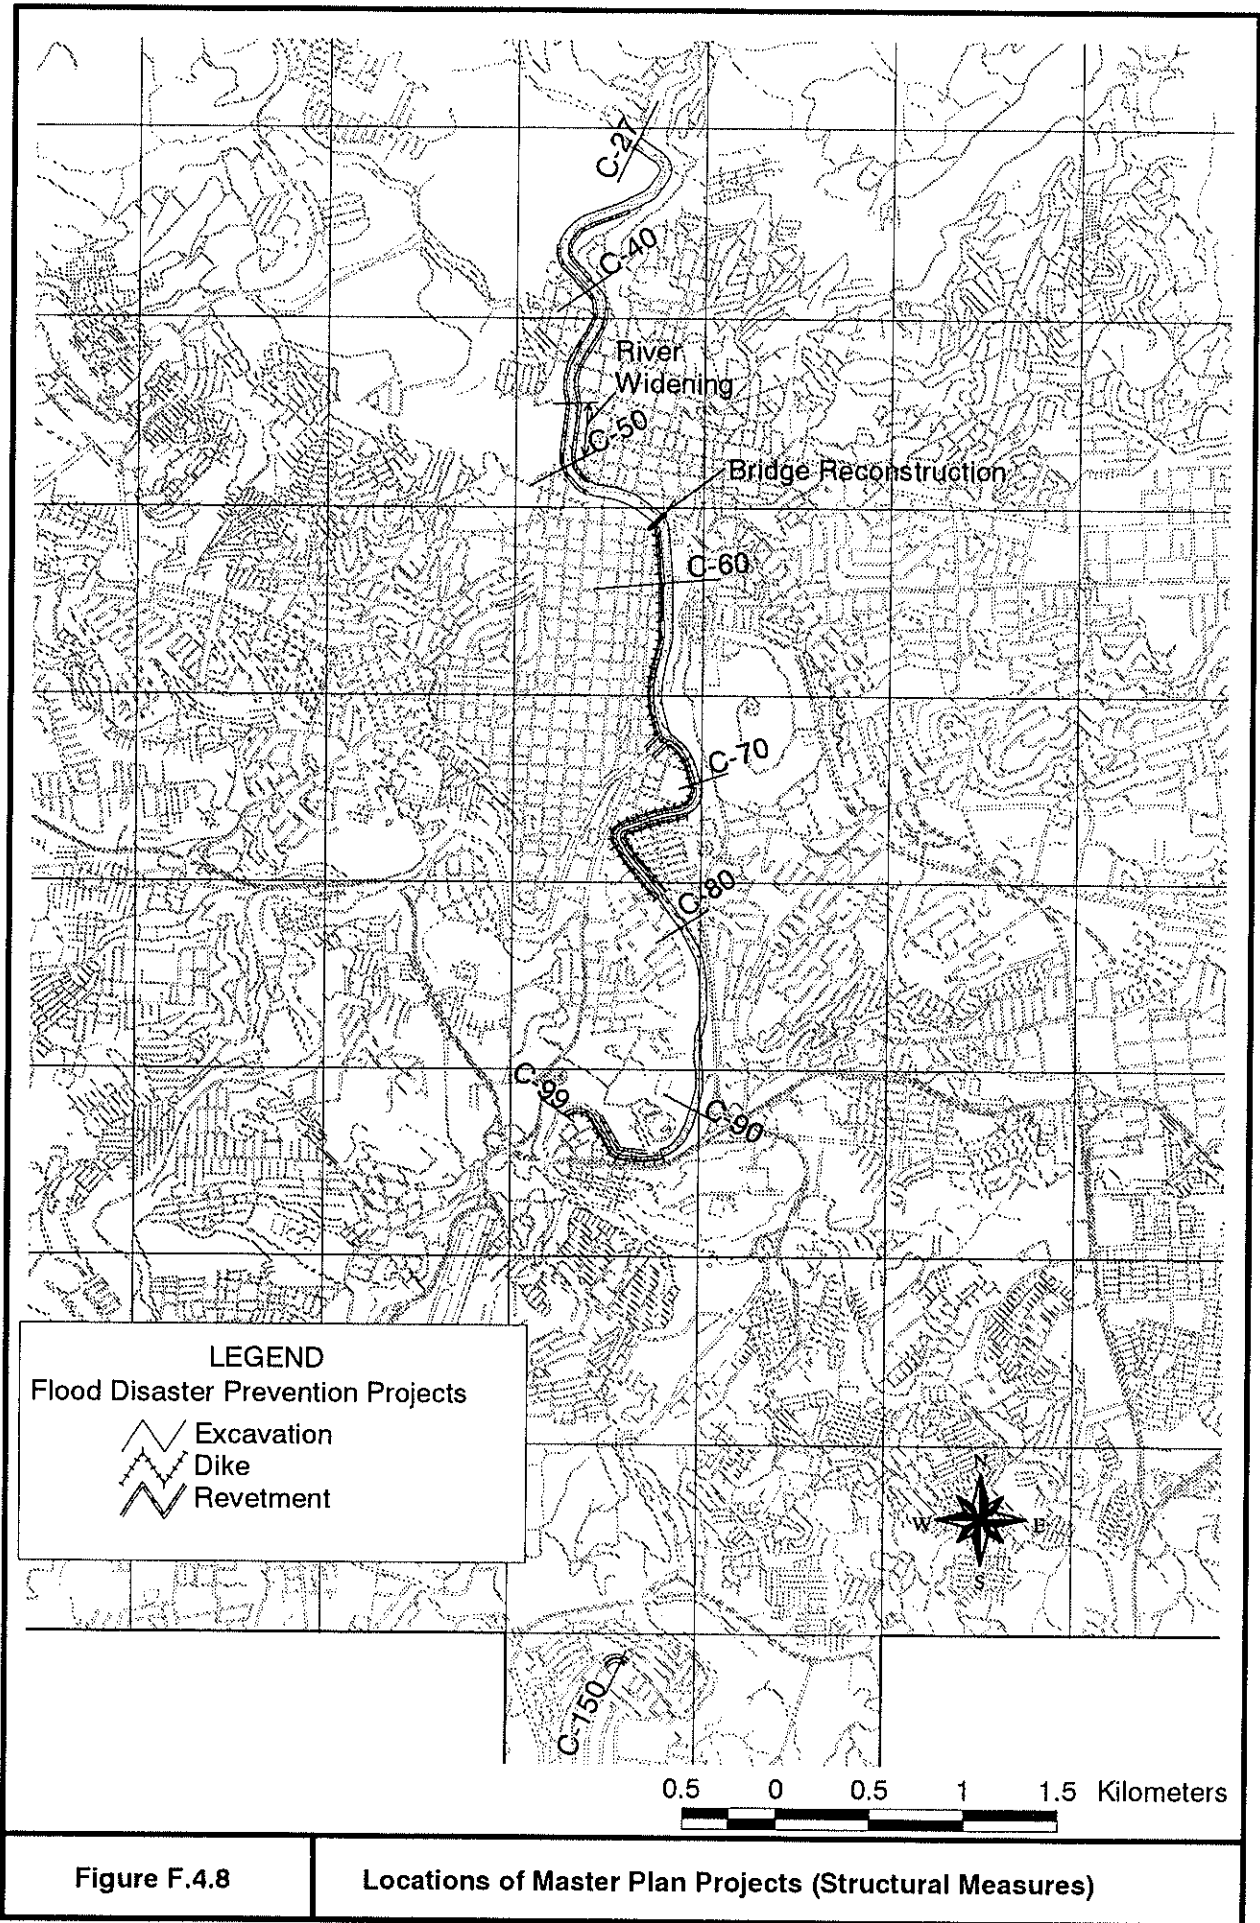 C-27
C-40
River
Widening
C-50
Bridge Reconstruction
C-60
C-70
C-80
C-99
C-90
LEGEND
Flood Disaster Prevention Projects
Excavation
Dike
Revetment
N
W
E
S
C-150
0.5 0 0.5 1 1.5 Kilometers
Figure F.4.8
Locations of Master Plan Projects (Structural Measures)